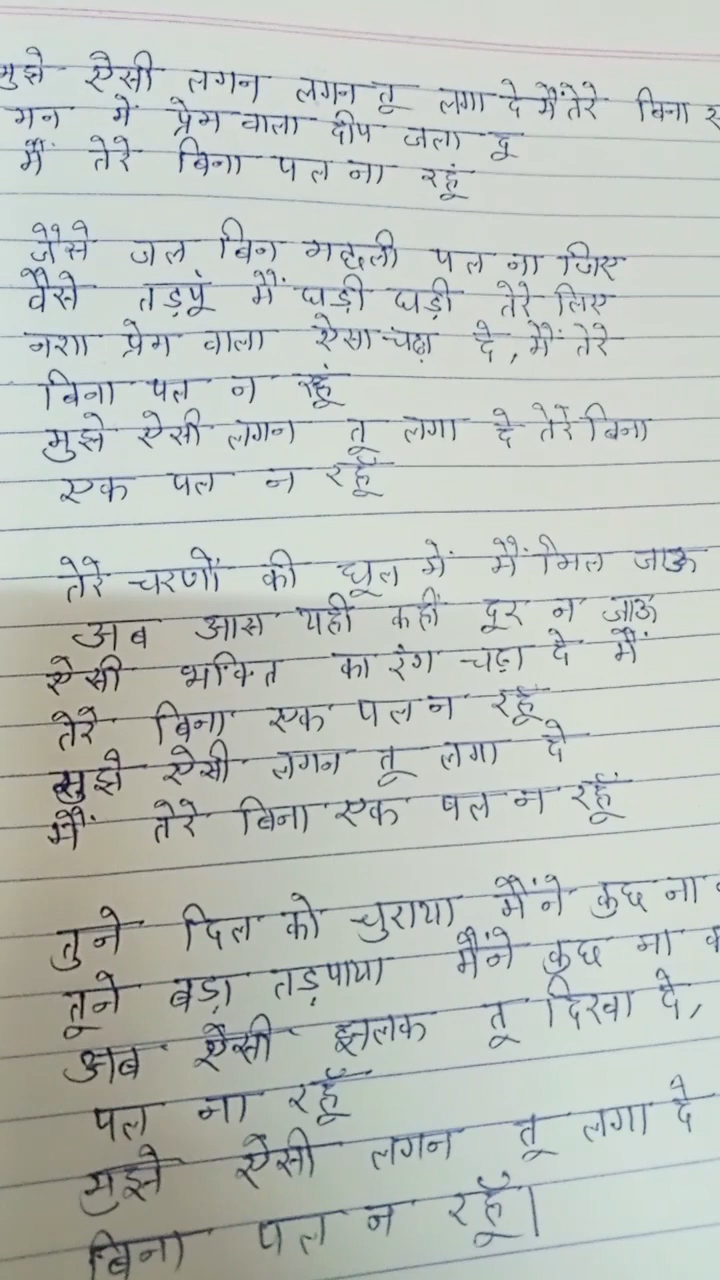 मुझे ऐसी लगन लगन तू लगा दे मैं तेरे बिना
मन में प्रेम वाला दीप जला दू
मैं तेरे बिना पल ना रहूं
जैसे जल बिन मछली पल ना जिए
वैसे तड़पूं मैं घड़ी घड़ी तेरे लिए
नशा प्रेम वाला ऐसा चढ़ा दे, मैं तेरे
बिना पल न रहूं
मुझे ऐसी लगन तू लगा दे तेरे बिना
एक पल न रहूँ
तेरे चरणों की धूल में मैं मिल जाऊ
अब आस यही कहीं दूर न जाऊ
ऐसी भक्ति का रंग चढ़ा दे मैं
तेरे बिना एक पल न रहूँ
मुझे ऐसी लगन तू लगा दे
मैं तेरे बिना एक पल न रहूँ
तुने दिल को चुराया मैंने कुछ ना
तूने बड़ा तड़पाया मैंने कुछ ना
अब ऐसी झलक तू दिखा दे,
पल ना रहूँ
मुझे ऐसी लगन तू लगा दे
बिना पल न रहूँ।